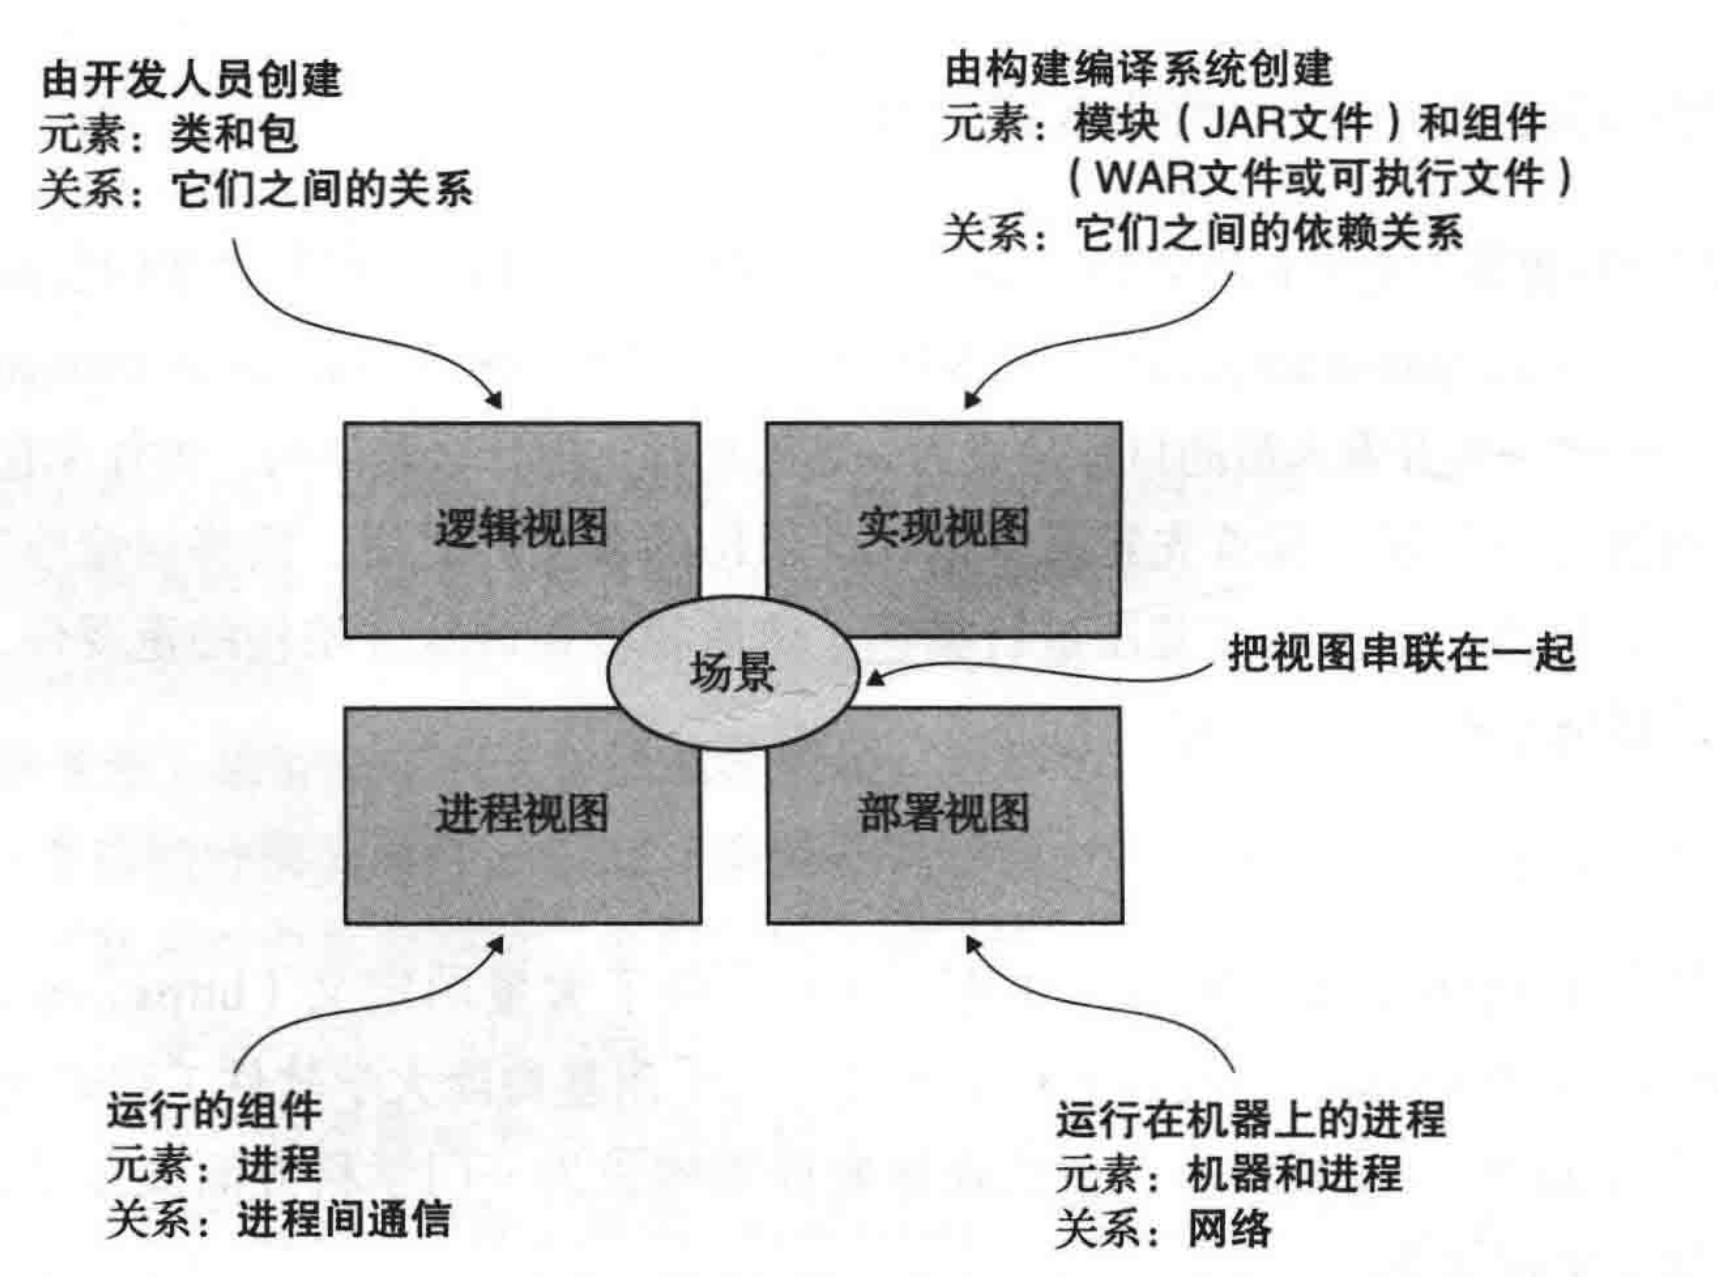 由开发人员创建
元素：类和包
关系：它们之间的关系
由构建编译系统创建
元素：模块（JAR文件）和组件
（WAR文件或可执行文件）
关系：它们之间的依赖关系
逻辑视图
实现视图
场景
把视图串联在一起
进程视图
部署视图
运行的组件
元素：进程
关系：进程间通信
运行在机器上的进程
元素：机器和进程
关系：网络